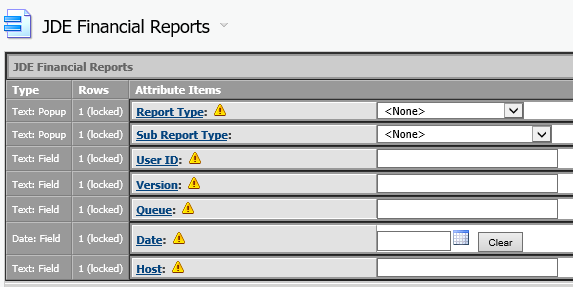 JDE Financial Reports
JDE Financial Reports
Type Rows Attribute Items
Text: Popup 1 (locked) Report Type: <None>
Text: Popup 1 (locked) Sub Report Type: <None>
Text: Field 1 (locked) User ID:
Text: Field 1 (locked) Version:
Text: Field 1 (locked) Queue:
Date: Field 1 (locked) Date: Clear
Text: Field 1 (locked) Host: